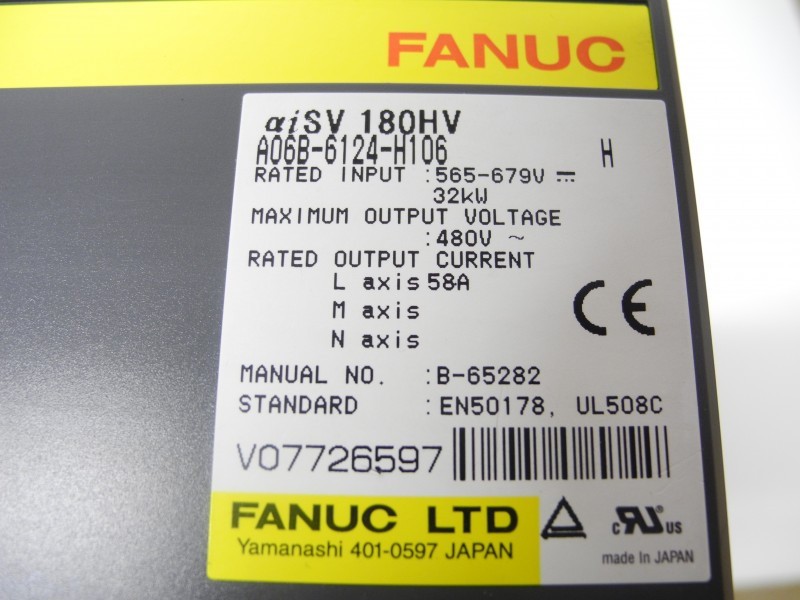 FANUC
αiSV 180HV
A06B-6124-H106 H
RATED INPUT :565-679V ⎓
32kW
MAXIMUM OUTPUT VOLTAGE
:480V ~
RATED OUTPUT CURRENT
L axis 58A
M axis
N axis
CE
MANUAL NO. :B-65282
STANDARD :EN50178, UL508C
V07726597
FANUC LTD
Yamanashi 401-0597 JAPAN
c RU US
made in JAPAN